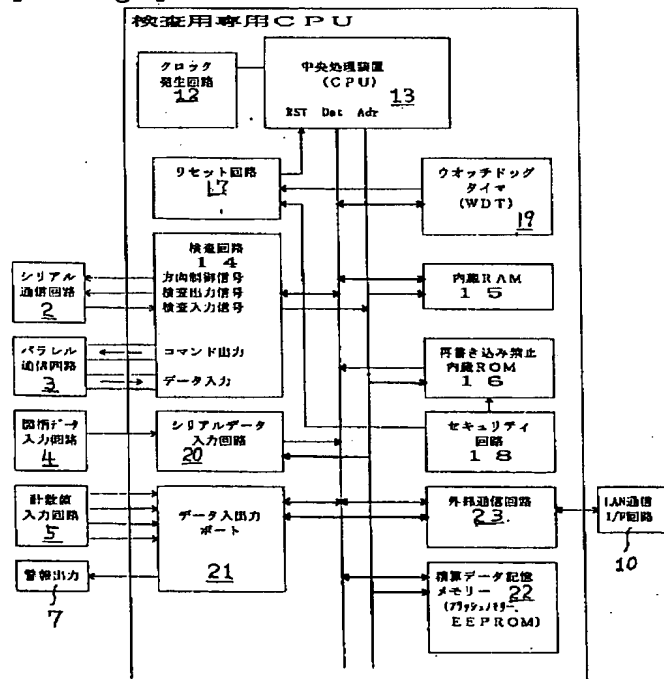 検査用専用CPU
クロック
発生回路
12
中央処理装置
(CPU)
13
RST Dat Adr
リセット回路
17
ウオッチドッグ
タイマ
(WDT)
19
検査回路
14
方向制御信号
検査出力信号
検査入力信号
コマンド出力
データ入力
シリアル
通信回路
2
パラレル
通信回路
3
内蔵RAM
15
再書き込み禁止
内蔵ROM
16
図柄データ
入力回路
4
シリアルデータ
入力回路
20
セキュリティ
回路
18
計数値
入力回路
5
データ入出力
ポート
21
外部通信回路
23
LAN通信
I/F回路
10
警報出力
7
積算データ記憶
メモリー 22
(フラッシュメモリー、
EEPROM)